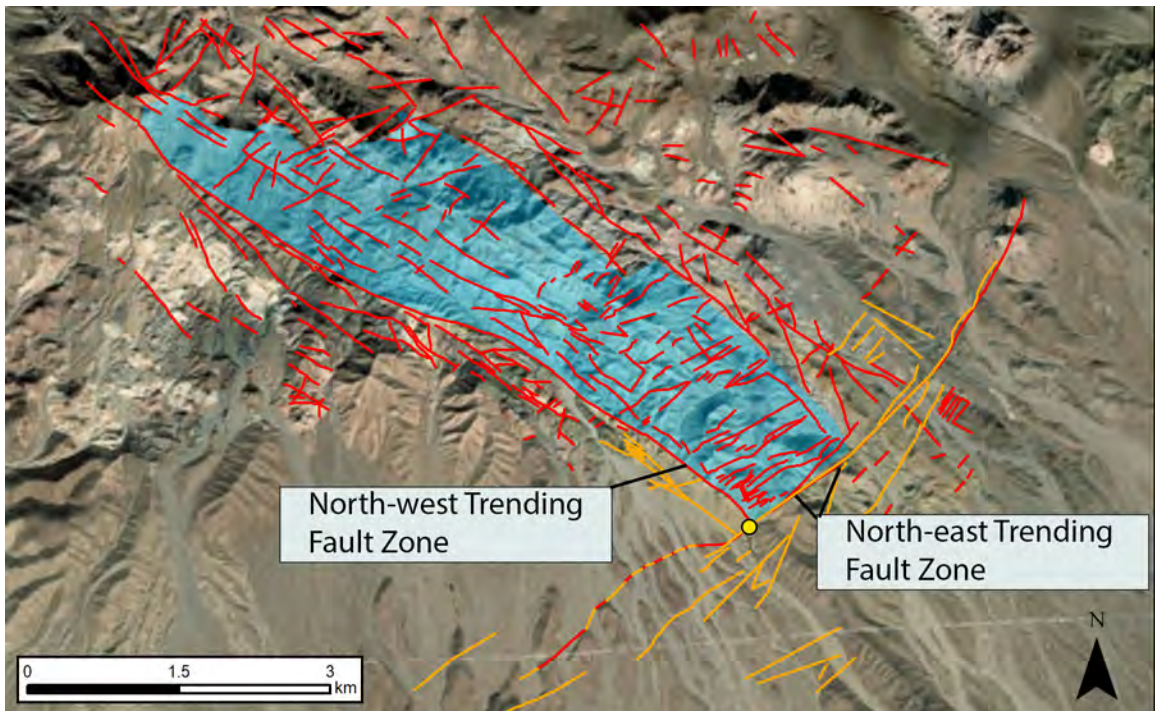 North-west Trending
Fault Zone
North-east Trending
Fault Zone
N
0 1.5 3
km